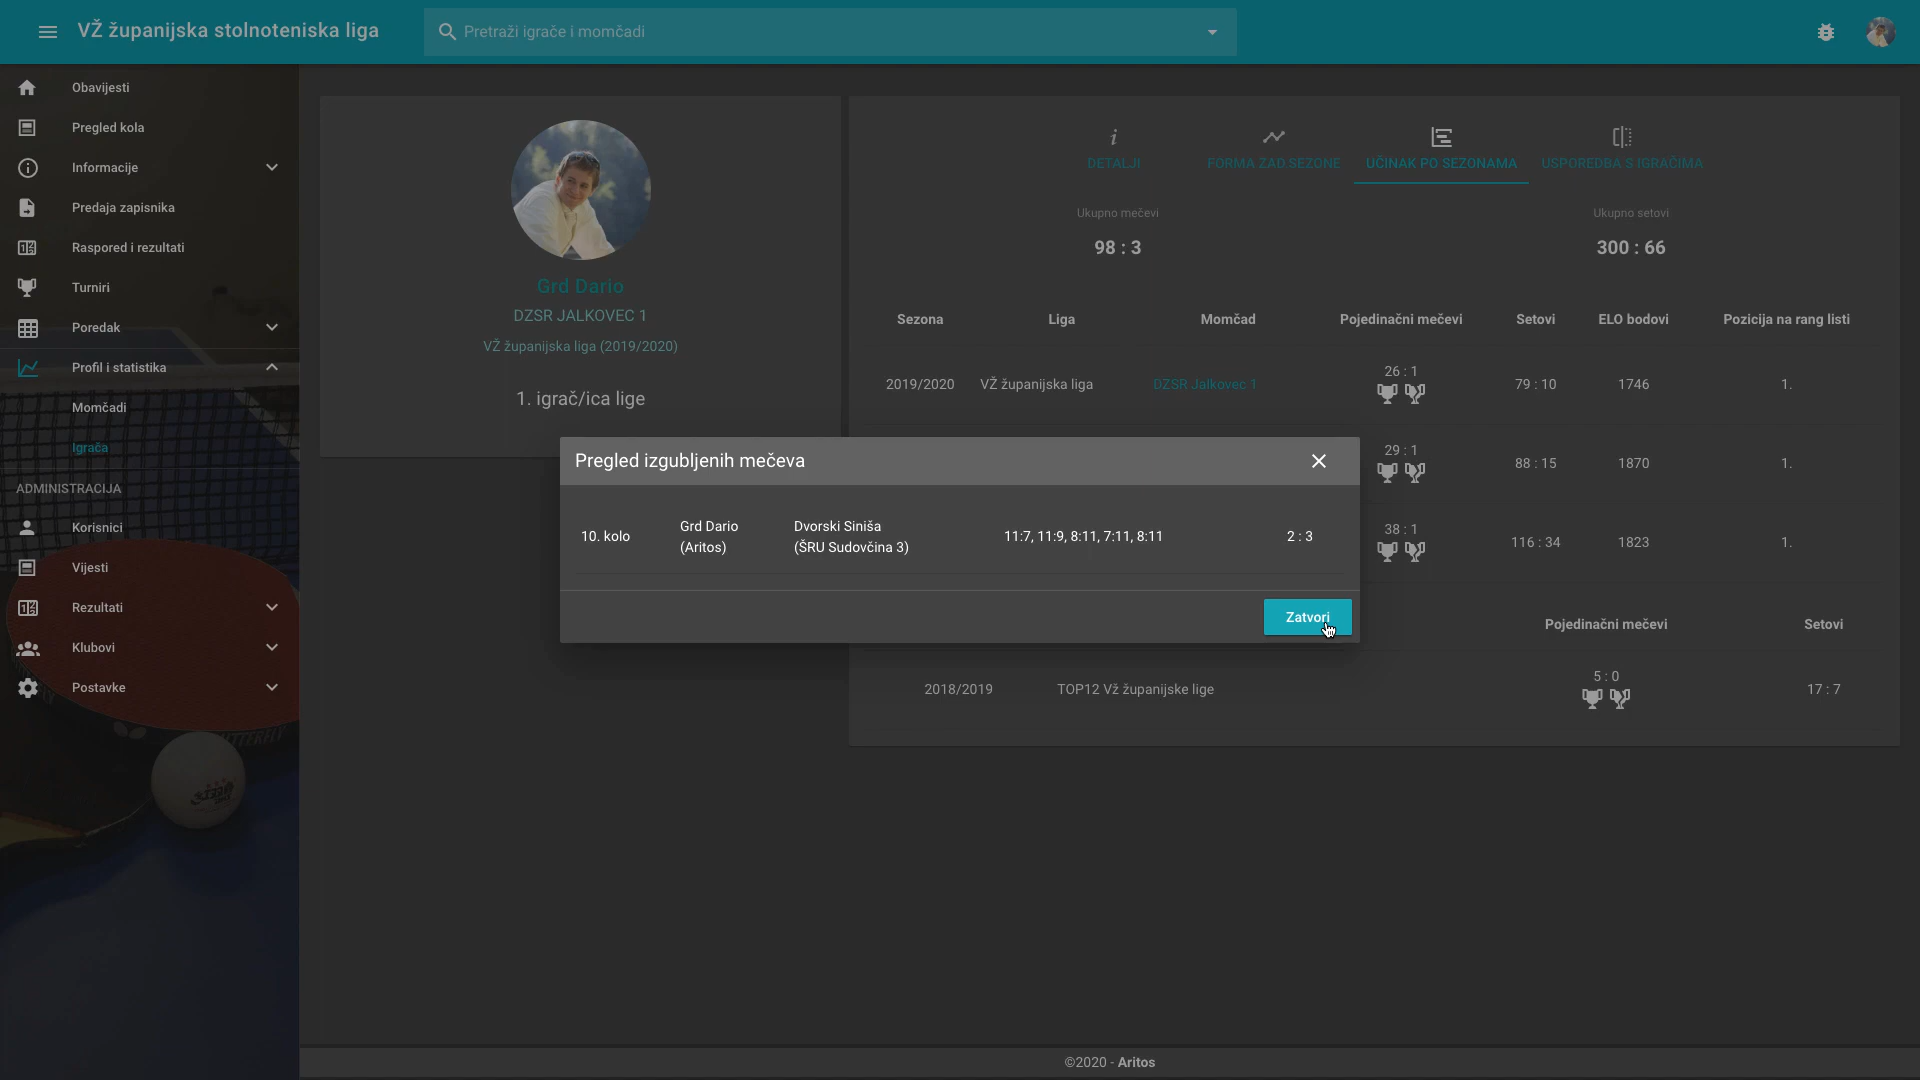 VŽ županijska stolnoteniska liga
Pretraži igrače i momčadi
Obavijesti
Pregled kola
Informacije
Predaja zapisnika
Raspored i rezultati
Turniri
Poredak
Profil i statistika
Momčadi
Igrača
ADMINISTRACIJA
Korisnici
Vijesti
Rezultati
Klubovi
Postavke
Grd Dario
DZSR JALKOVEC 1
VŽ županijska liga (2019/2020)
1. igrač/ica lige
DETALJI
FORMA ZAD SEZONE
UČINAK PO SEZONAMA
USPOREDBA S IGRAČIMA
Ukupno mečevi
Ukupno setovi
98 : 3
300 : 66
Sezona Liga Momčad Pojedinačni mečevi Setovi ELO bodovi Pozicija na rang listi
2019/2020 VŽ županijska liga DZSR Jalkovec 1 26 : 1 79 : 10 1746 1.
29 : 1 88 : 15 1870 1.
38 : 1 116 : 34 1823 1.
Pojedinačni mečevi Setovi
2018/2019 TOP12 Vž županijske lige 5 : 0 17 : 7
Pregled izgubljenih mečeva
10. kolo
Grd Dario
(Aritos)
Dvorski Siniša
(ŠRU Sudovčina 3)
11:7, 11:9, 8:11, 7:11, 8:11
2 : 3
Zatvori
©2020 - Aritos